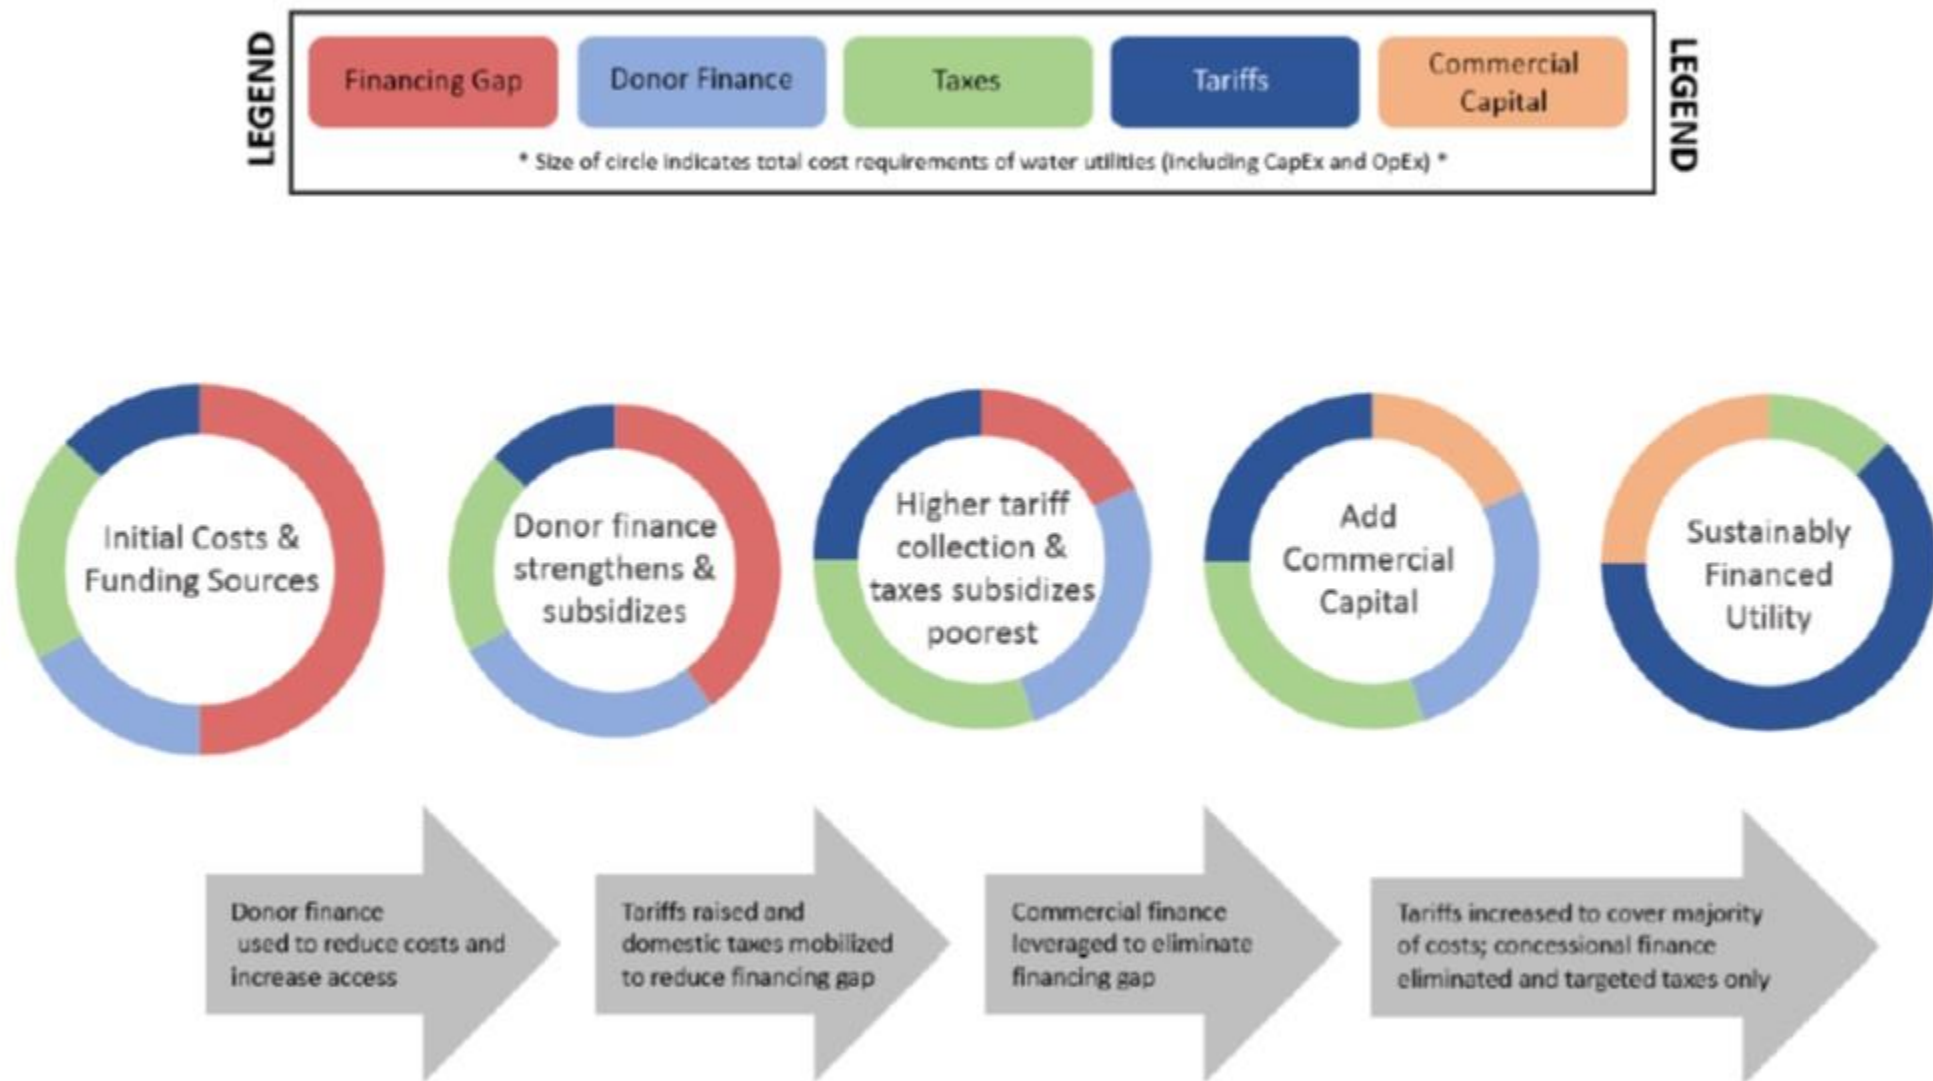 LEGEND
Financing Gap
Donor Finance
Taxes
Tariffs
Commercial
Capital
* Size of circle indicates total cost requirements of water utilities (including CapEx and OpEx) *
LEGEND
Initial Costs &
Funding Sources
Donor finance
strengthens &
subsidizes
Higher tariff
collection &
taxes subsidizes
poorest
Add
Commercial
Capital
Sustainably
Financed
Utility
Donor finance
used to reduce costs and
increase access
Tariffs raised and
domestic taxes mobilized
to reduce financing gap
Commercial finance
leveraged to eliminate
financing gap
Tariffs increased to cover majority
of costs; concessional finance
eliminated and targeted taxes only